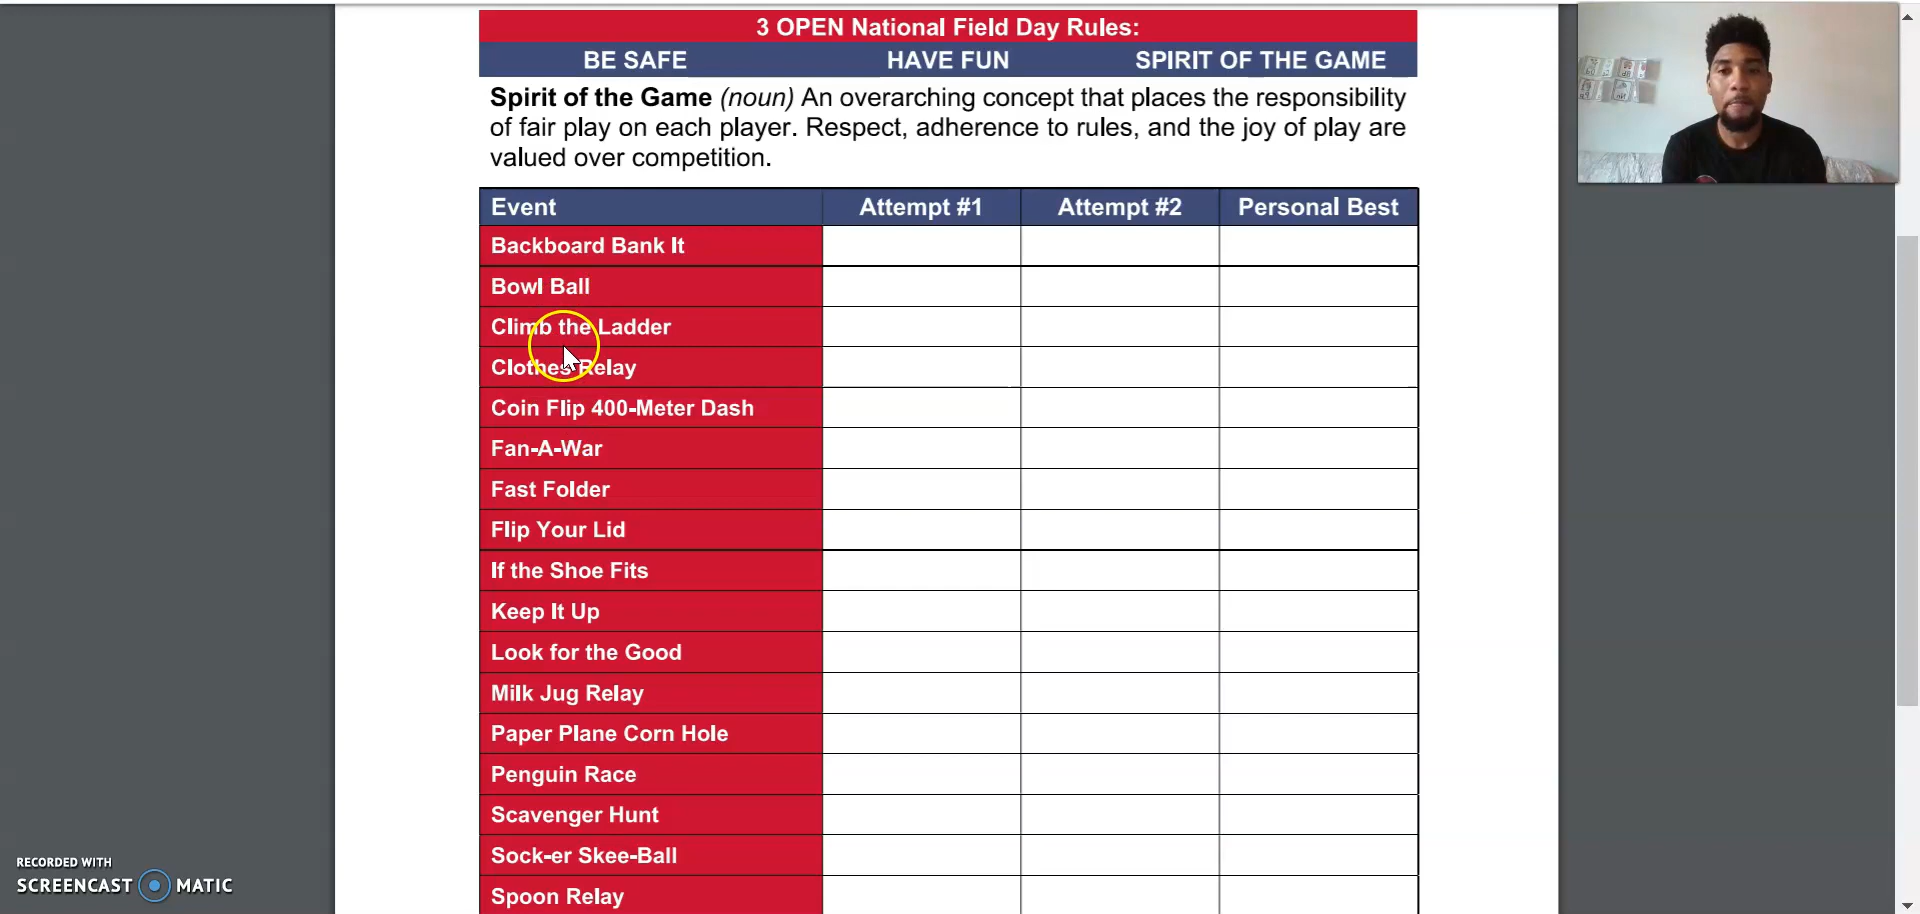 3 OPEN National Field Day Rules:
BE SAFE HAVE FUN SPIRIT OF THE GAME
Spirit of the Game (noun) An overarching concept that places the responsibility
of fair play on each player. Respect, adherence to rules, and the joy of play are
valued over competition.
Event Attempt #1 Attempt #2 Personal Best
Backboard Bank It
Bowl Ball
Climb the Ladder
Clothes Relay
Coin Flip 400-Meter Dash
Fan-A-War
Fast Folder
Flip Your Lid
If the Shoe Fits
Keep It Up
Look for the Good
Milk Jug Relay
Paper Plane Corn Hole
Penguin Race
Scavenger Hunt
Sock-er Skee-Ball
Spoon Relay
RECORDED WITH
SCREENCAST MATIC